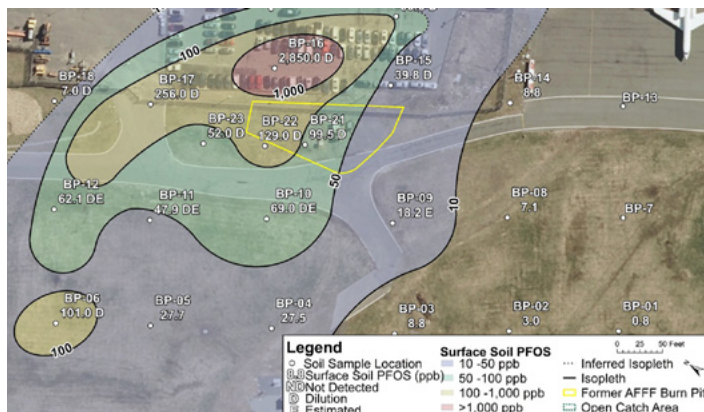 BP-16
2,850.0 D
100
BP-15
39.8 D
BP-18
7.0 D
BP-17
256.0 D
1,000
BP-14
8.8
BP-13
BP-23
52.0 D
BP-22
129.0 D
BP-21
99.5 D
50
BP-12
62.1 DE
BP-11
47.9 DE
BP-10
69.0 DE
BP-09
18.2 E
10
BP-08
7.1
BP-7
BP-06
101.0 D
100
BP-05
27.7
BP-04
27.5
BP-03
8.8
BP-02
3.0
BP-01
0.8
0 25 50 Feet
Legend
Soil Sample Location
8.8 Surface Soil PFOS (ppb)
ND Not Detected
D Dilution
E Estimated
Surface Soil PFOS
10 -50 ppb
50 -100 ppb
100 -1,000 ppb
>1,000 ppb
Inferred Isopleth
Isopleth
Former AFFF Burn Pit
Open Catch Area